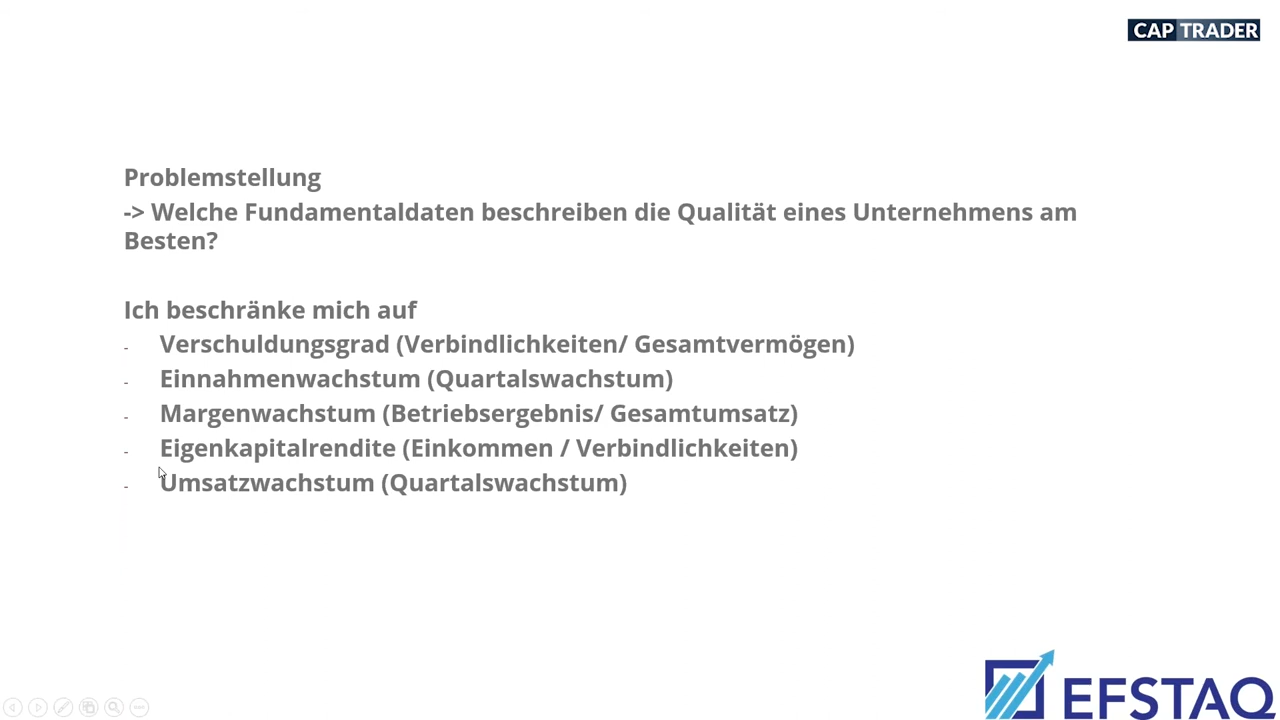 CAP TRADER
Problemstellung
-> Welche Fundamentaldaten beschreiben die Qualität eines Unternehmens am
Besten?
Ich beschränke mich auf
- Verschuldungsgrad (Verbindlichkeiten/ Gesamtvermögen)
- Einnahmenwachstum (Quartalswachstum)
- Margenwachstum (Betriebsergebnis/ Gesamtumsatz)
- Eigenkapitalrendite (Einkommen / Verbindlichkeiten)
- Umsatzwachstum (Quartalswachstum)
EFSTAQ